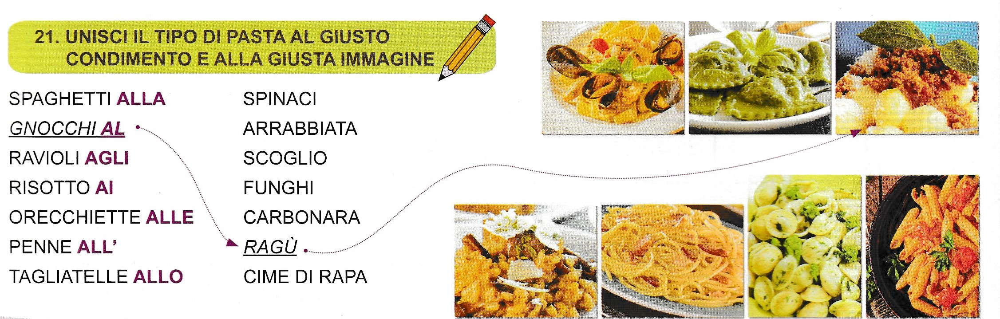 21. UNISCI IL TIPO DI PASTA AL GIUSTO
CONDIMENTO E ALLA GIUSTA IMMAGINE
SPAGHETTI ALLA
GNOCCHI AL
RAVIOLI AGLI
RISOTTO AI
ORECCHIETTE ALLE
PENNE ALL'
TAGLIATELLE ALLO
SPINACI
ARRABBIATA
SCOGLIO
FUNGHI
CARBONARA
RAGÙ
CIME DI RAPA